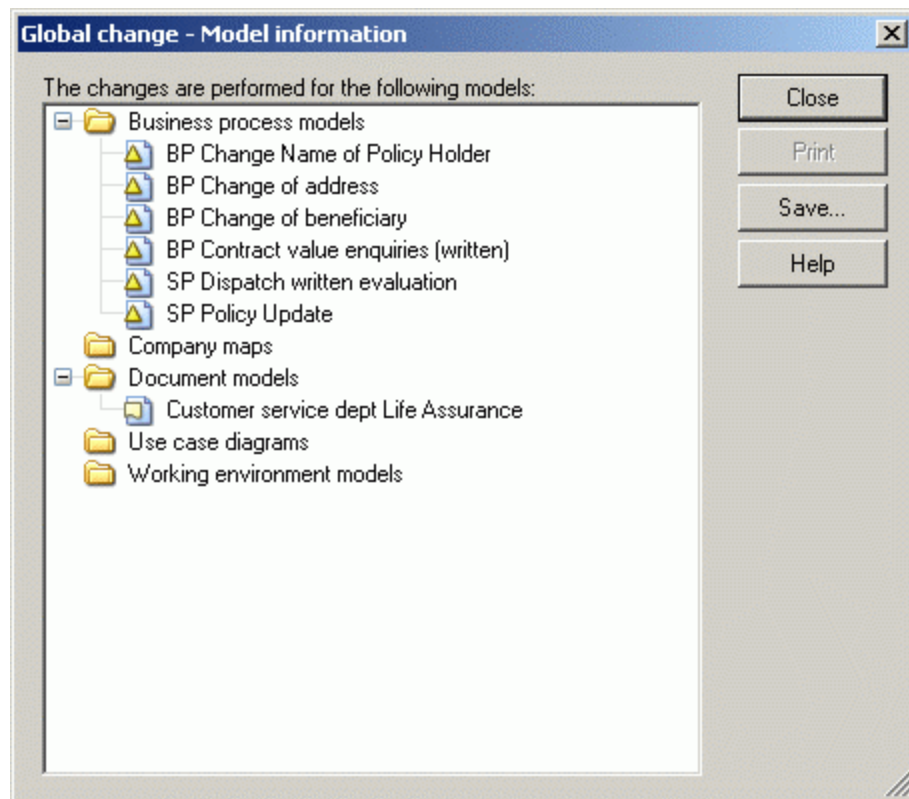 Global change - Model information
The changes are performed for the following models:
Business process models
BP Change Name of Policy Holder
BP Change of address
BP Change of beneficiary
BP Contract value enquiries (written)
SP Dispatch written evaluation
SP Policy Update
Company maps
Document models
Customer service dept Life Assurance
Use case diagrams
Working environment models
Close
Print
Save...
Help